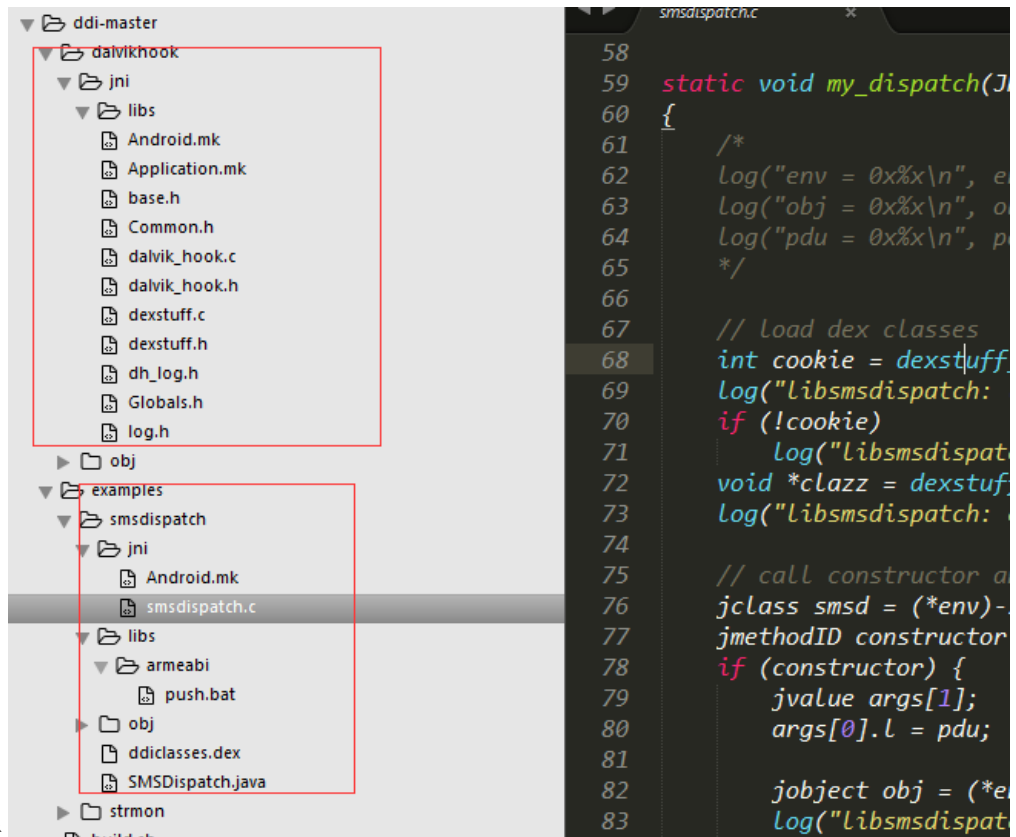 ddi-master
dalvikhook
jni
libs
Android.mk
Application.mk
base.h
Common.h
dalvik_hook.c
dalvik_hook.h
dexstuff.c
dexstuff.h
dh_log.h
Globals.h
log.h
obj
examples
smsdispatch
jni
Android.mk
smsdispatch.c
libs
armeabi
push.bat
obj
ddiclasses.dex
SMSDispatch.java
strmon
smsdispatch.c ×
58
59 static void my_dispatch(
60 {
61 /*
62 log("env = 0x%x\n",
63 log("obj = 0x%x\n",
64 log("pdu = 0x%x\n",
65 */
66
67 // load dex classes
68 int cookie = dexstuff
69 log("libsmsdispatch:
70 if (!cookie)
71 log("libsmsdispat
72 void *clazz = dexstuf
73 log("libsmsdispatch:
74
75 // call constructor
76 jclass smsd = (*env)-
77 jmethodID constructor
78 if (constructor) {
79 jvalue args[1];
80 args[0].l = pdu;
81
82 jobject obj = (*e
83 log("libsmsdispat